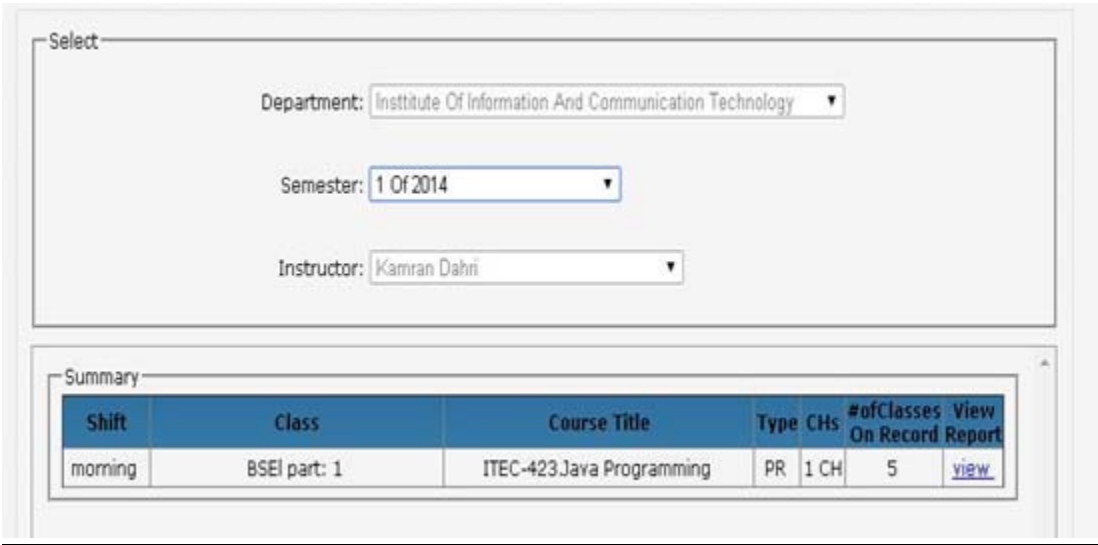 Select
Department: Insttitute Of Information And Communication Technology
Semester: 1 Of 2014
Instructor: Kamran Dahri
Summary
Shift Class Course Title Type CHs #ofClasses On Record View Report
morning BSEl part: 1 ITEC-423.Java Programming PR 1 CH 5 view